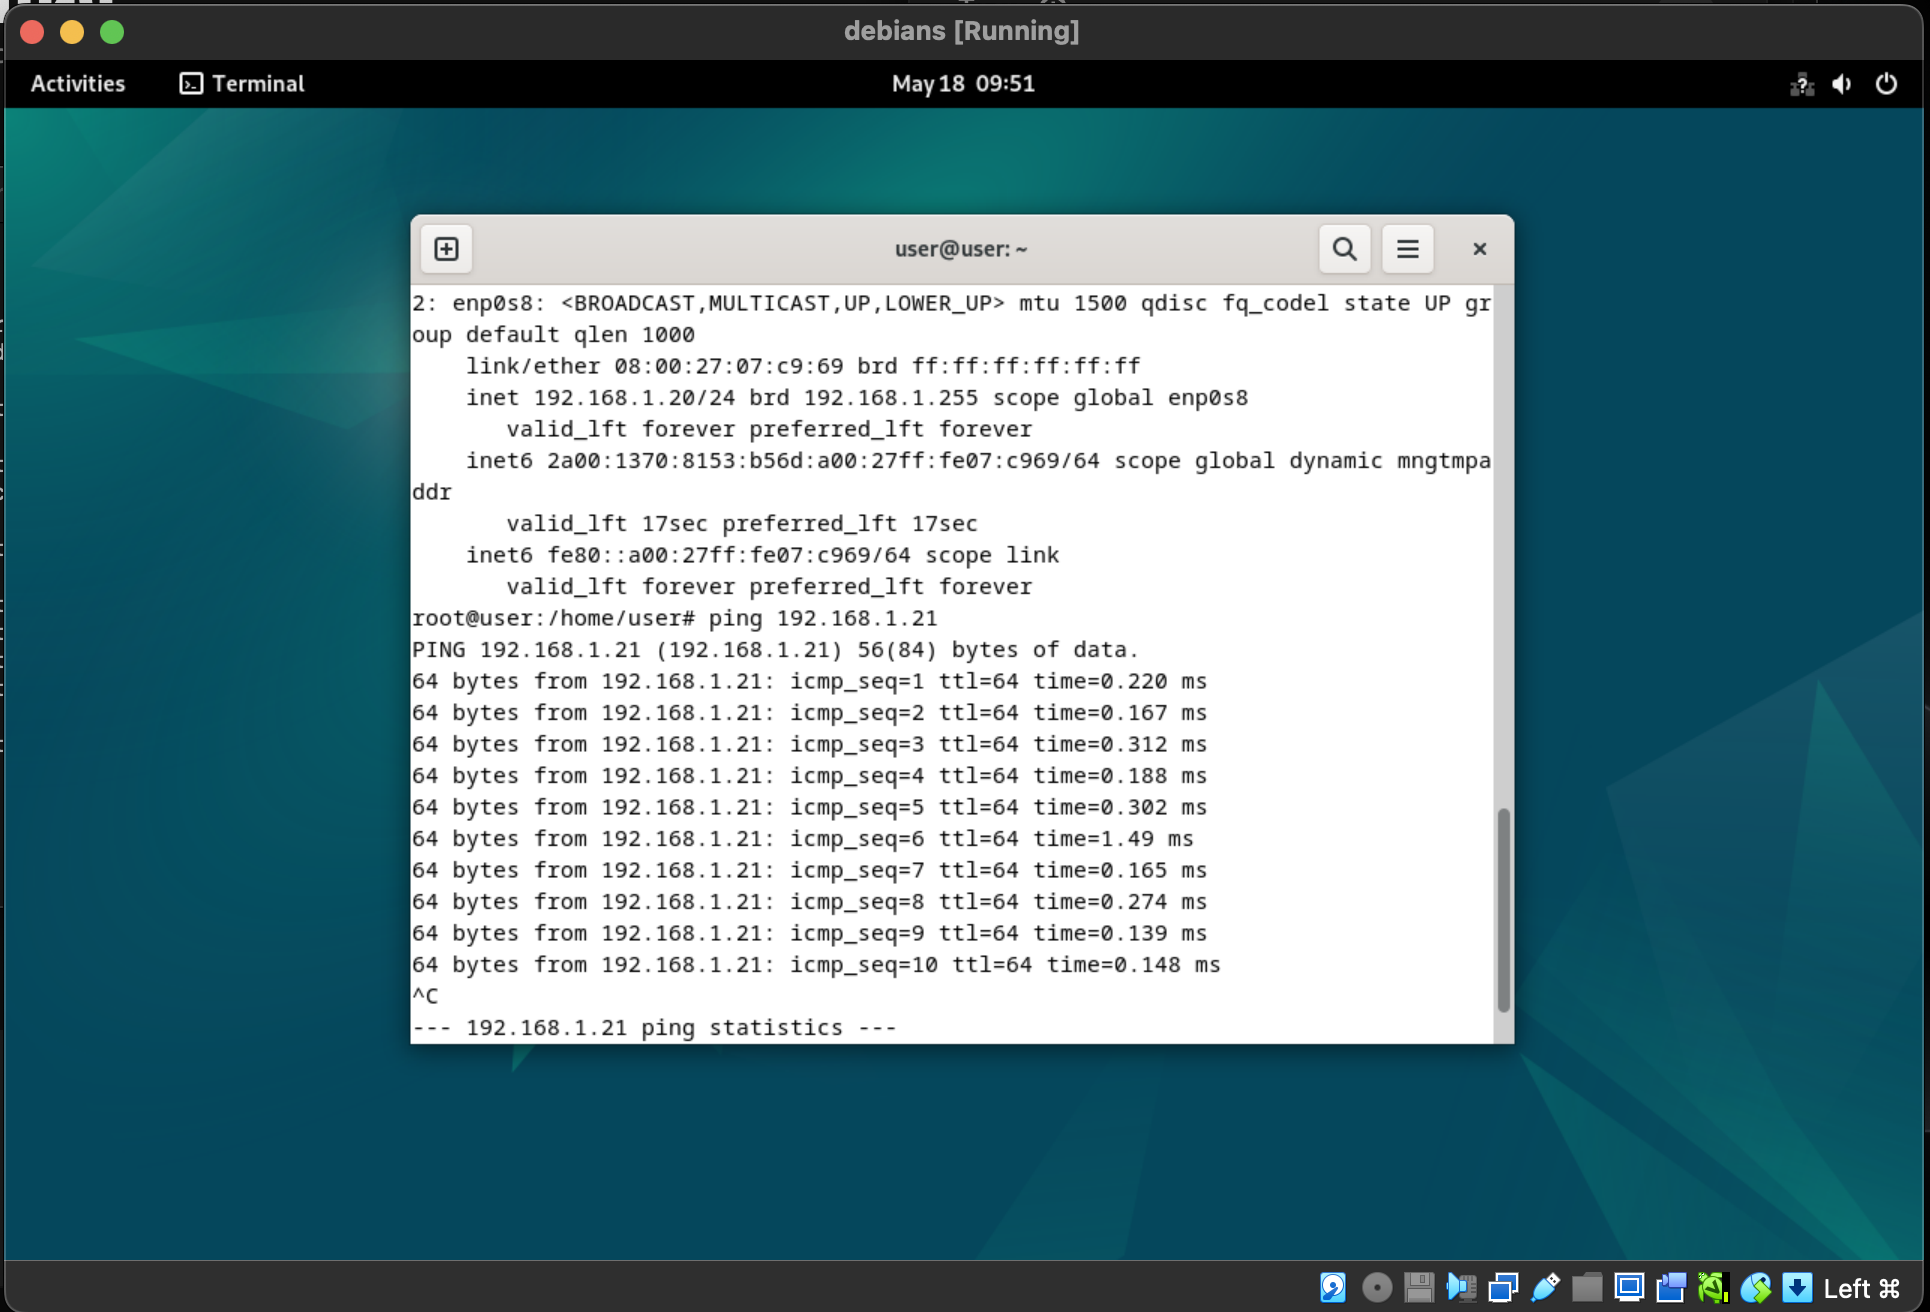 debians [Running]
Activities Terminal May 18 09:51
user@user: ~
2: enp0s8: <BROADCAST,MULTICAST,UP,LOWER_UP> mtu 1500 qdisc fq_codel state UP gr
oup default qlen 1000
link/ether 08:00:27:07:c9:69 brd ff:ff:ff:ff:ff:ff
inet 192.168.1.20/24 brd 192.168.1.255 scope global enp0s8
valid_lft forever preferred_lft forever
inet6 2a00:1370:8153:b56d:a00:27ff:fe07:c969/64 scope global dynamic mngtmpa
ddr
valid_lft 17sec preferred_lft 17sec
inet6 fe80::a00:27ff:fe07:c969/64 scope link
valid_lft forever preferred_lft forever
root@user:/home/user# ping 192.168.1.21
PING 192.168.1.21 (192.168.1.21) 56(84) bytes of data.
64 bytes from 192.168.1.21: icmp_seq=1 ttl=64 time=0.220 ms
64 bytes from 192.168.1.21: icmp_seq=2 ttl=64 time=0.167 ms
64 bytes from 192.168.1.21: icmp_seq=3 ttl=64 time=0.312 ms
64 bytes from 192.168.1.21: icmp_seq=4 ttl=64 time=0.188 ms
64 bytes from 192.168.1.21: icmp_seq=5 ttl=64 time=0.302 ms
64 bytes from 192.168.1.21: icmp_seq=6 ttl=64 time=1.49 ms
64 bytes from 192.168.1.21: icmp_seq=7 ttl=64 time=0.165 ms
64 bytes from 192.168.1.21: icmp_seq=8 ttl=64 time=0.274 ms
64 bytes from 192.168.1.21: icmp_seq=9 ttl=64 time=0.139 ms
64 bytes from 192.168.1.21: icmp_seq=10 ttl=64 time=0.148 ms
^C
--- 192.168.1.21 ping statistics ---
Left ⌘